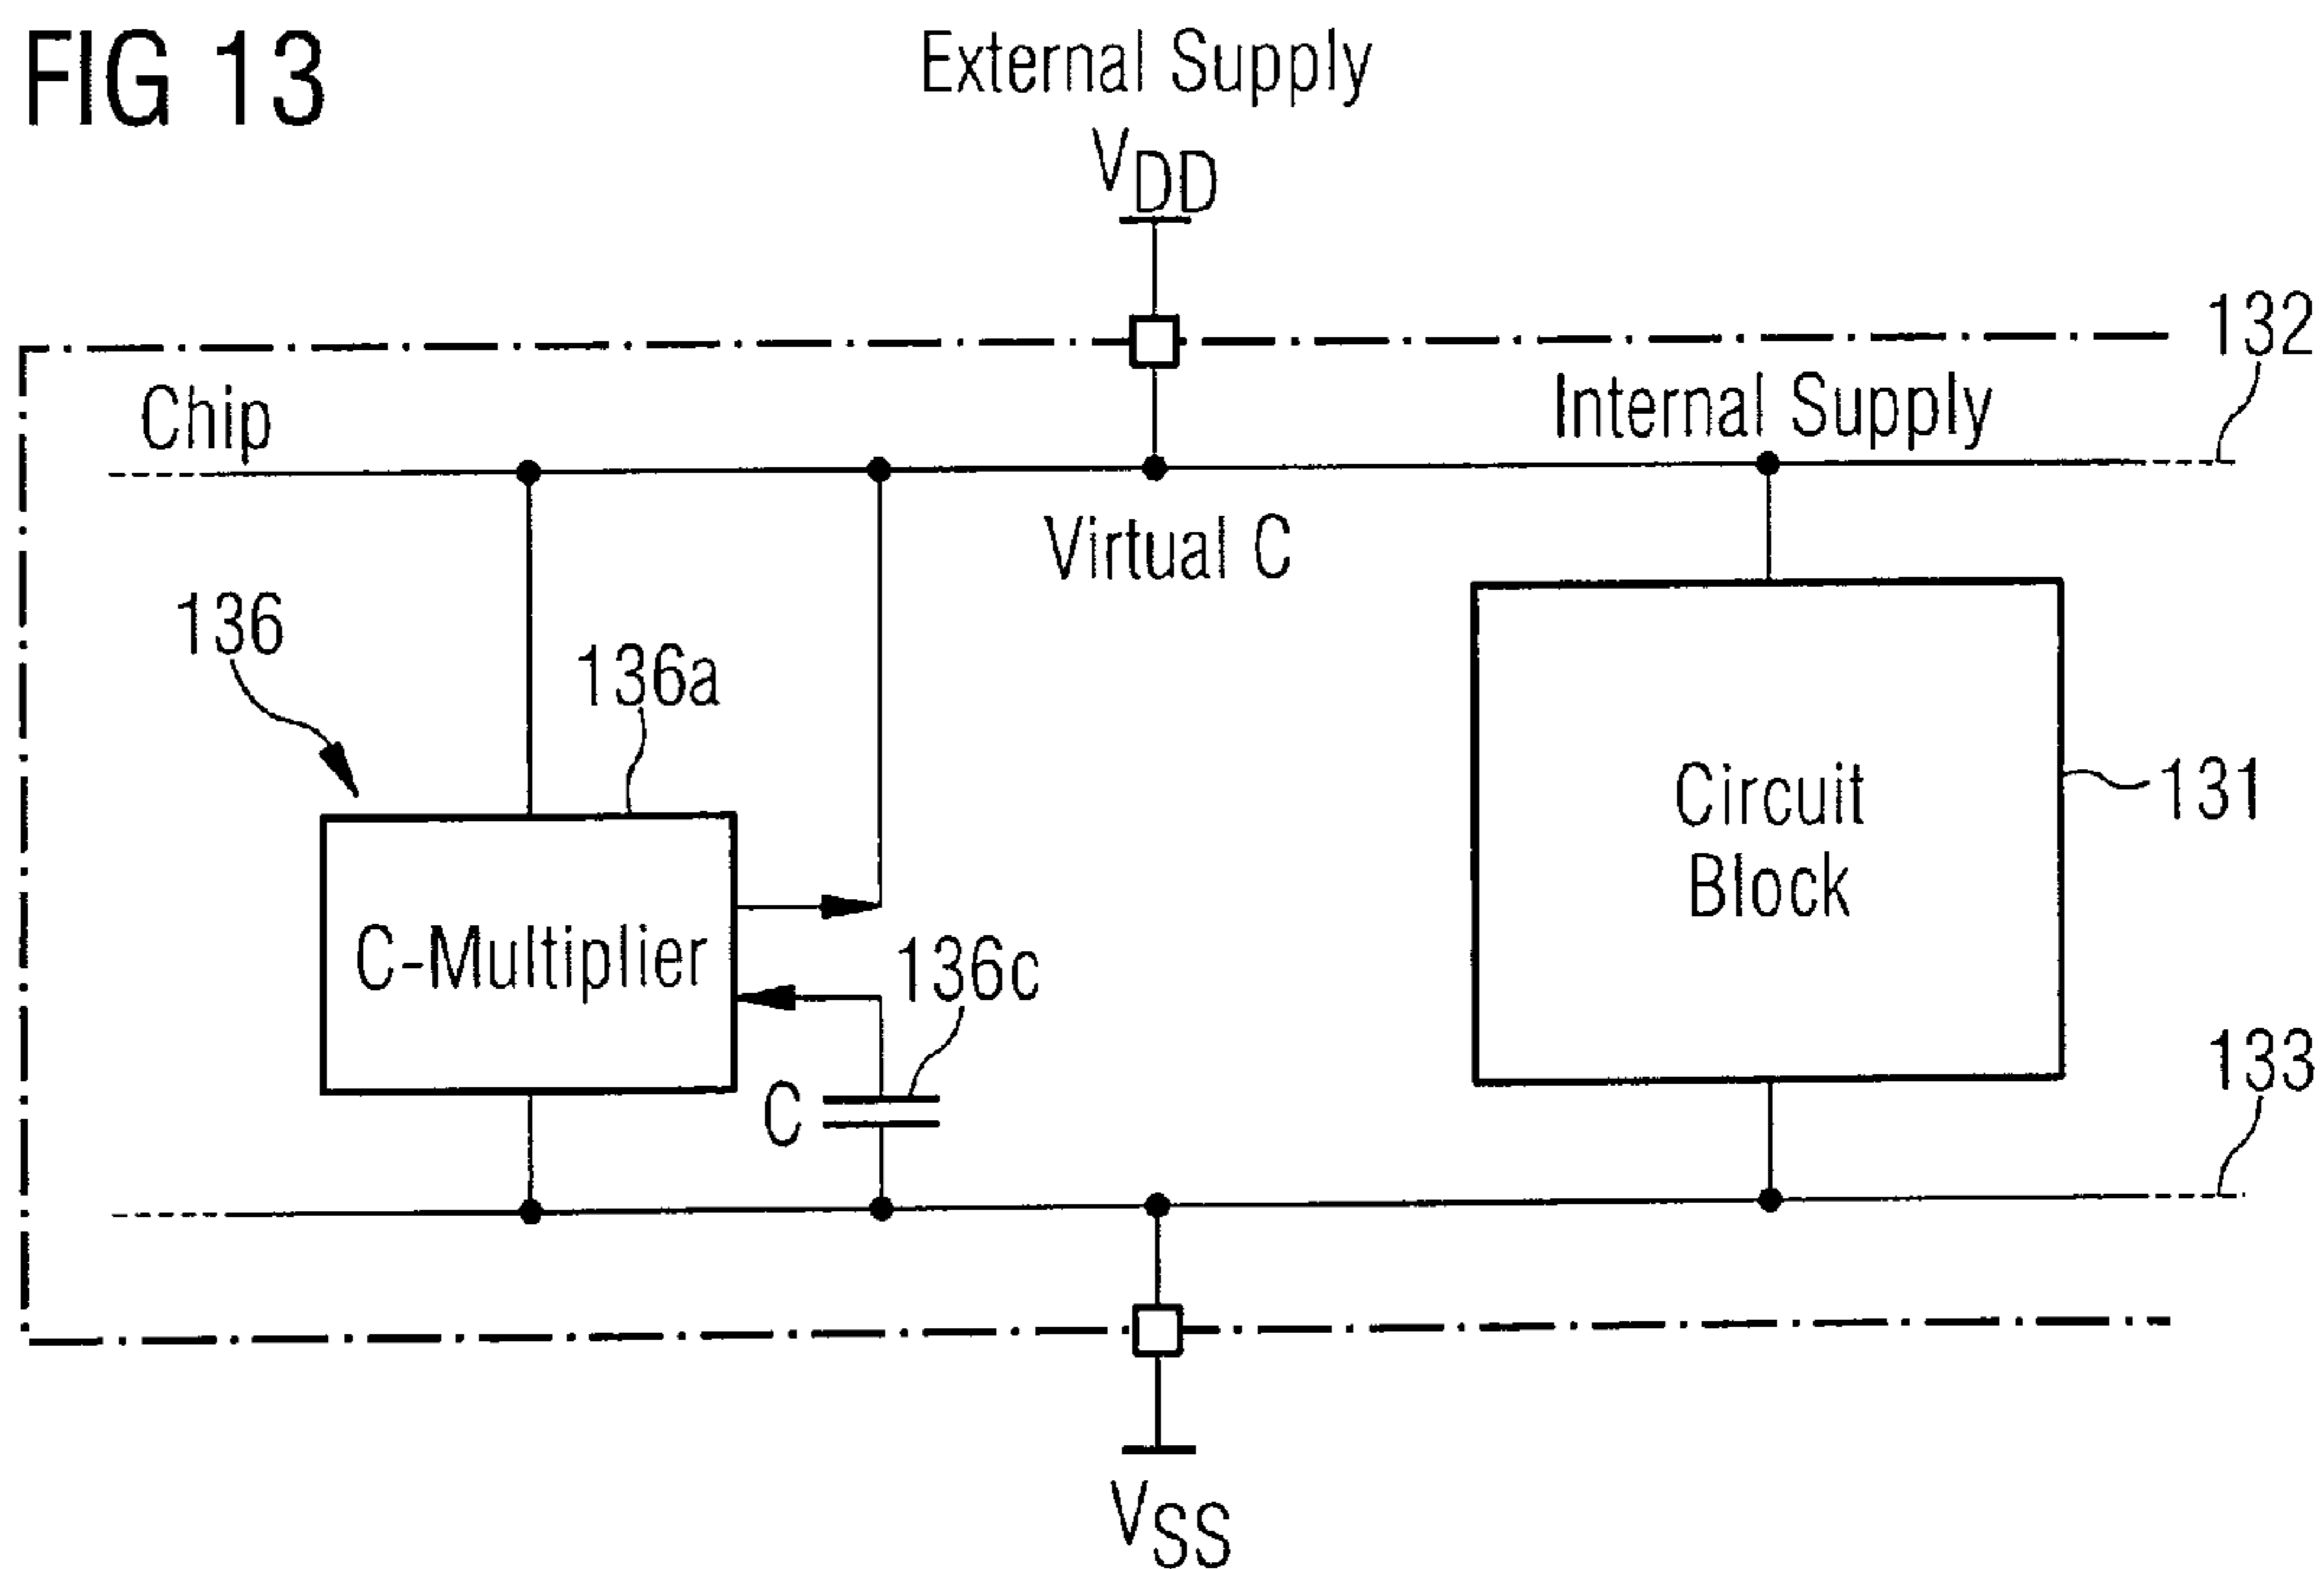 FIG 13
External Supply
VDD
132
Chip
Internal Supply
Virtual C
136
136a
131
Circuit
Block
C-Multiplier
136c
133
C
VSS